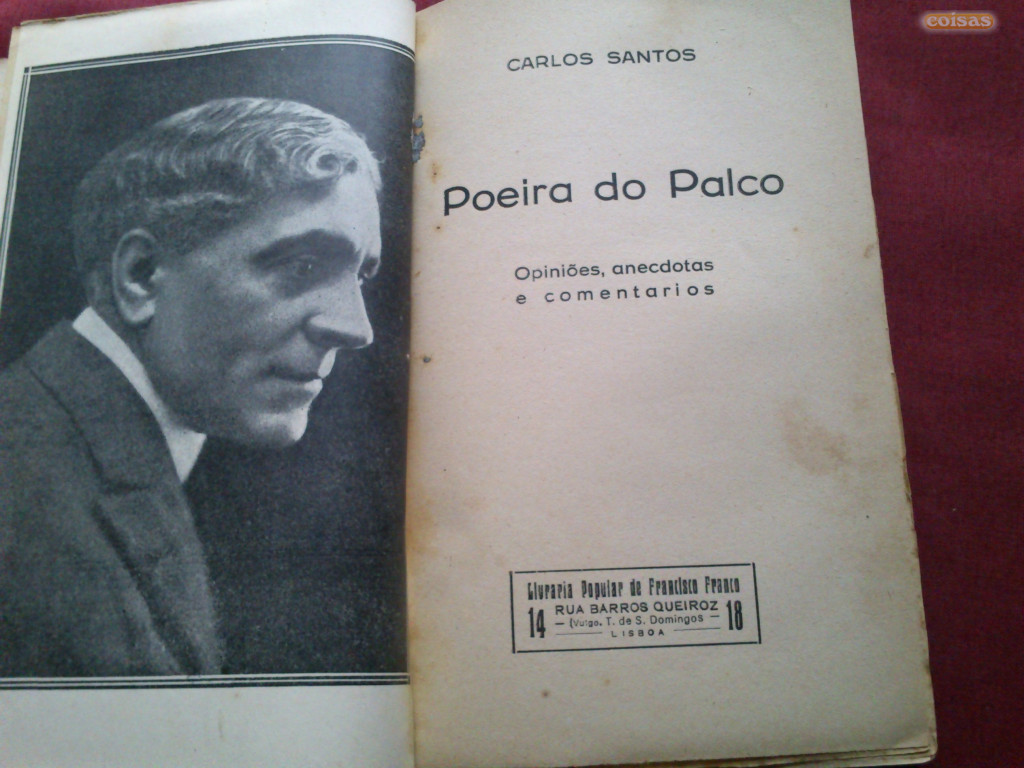 coisas
CARLOS SANTOS
Poeira do Palco
Opiniões, anecdotas
e comentarios
Livraria Popular de Francisco Franco
14 RUA BARROS QUEIROZ 18
(Vulgo, T. de S. Domingos
LISBOA